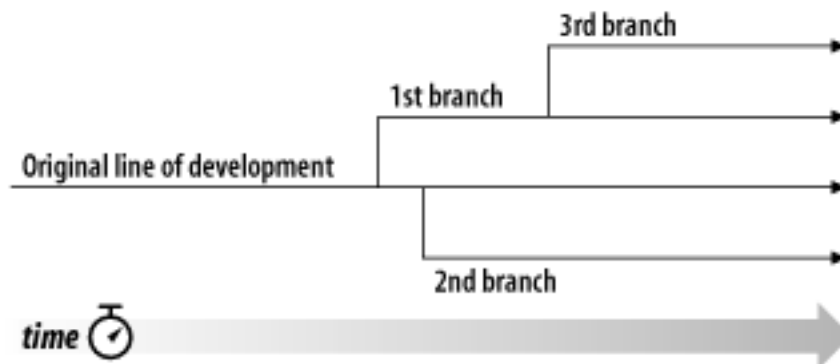 3rd branch
1st branch
Original line of development
2nd branch
time